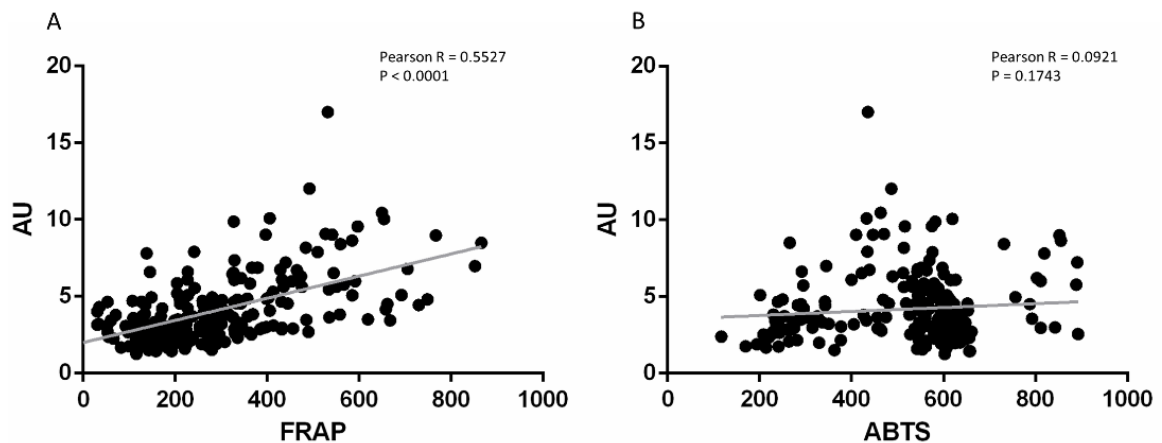 A
Pearson R = 0.5527
P < 0.0001
20
15
10
5
0
AU
0 200 400 600 800 1000
FRAP
B
Pearson R = 0.0921
P = 0.1743
20
15
10
5
0
AU
0 200 400 600 800 1000
ABTS